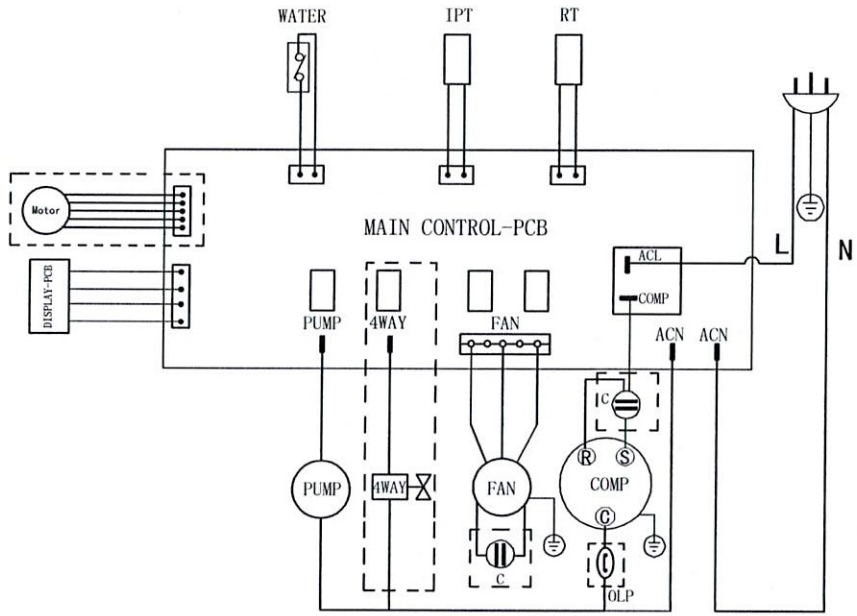 WATER
IPT
RT
Motor
MAIN CONTROL-PCB
L
N
DISPLAY-PCB
ACL
COMP
PUMP
4WAY
FAN
ACN
ACN
C
R
S
PUMP
4WAY
FAN
COMP
C
C
OLP